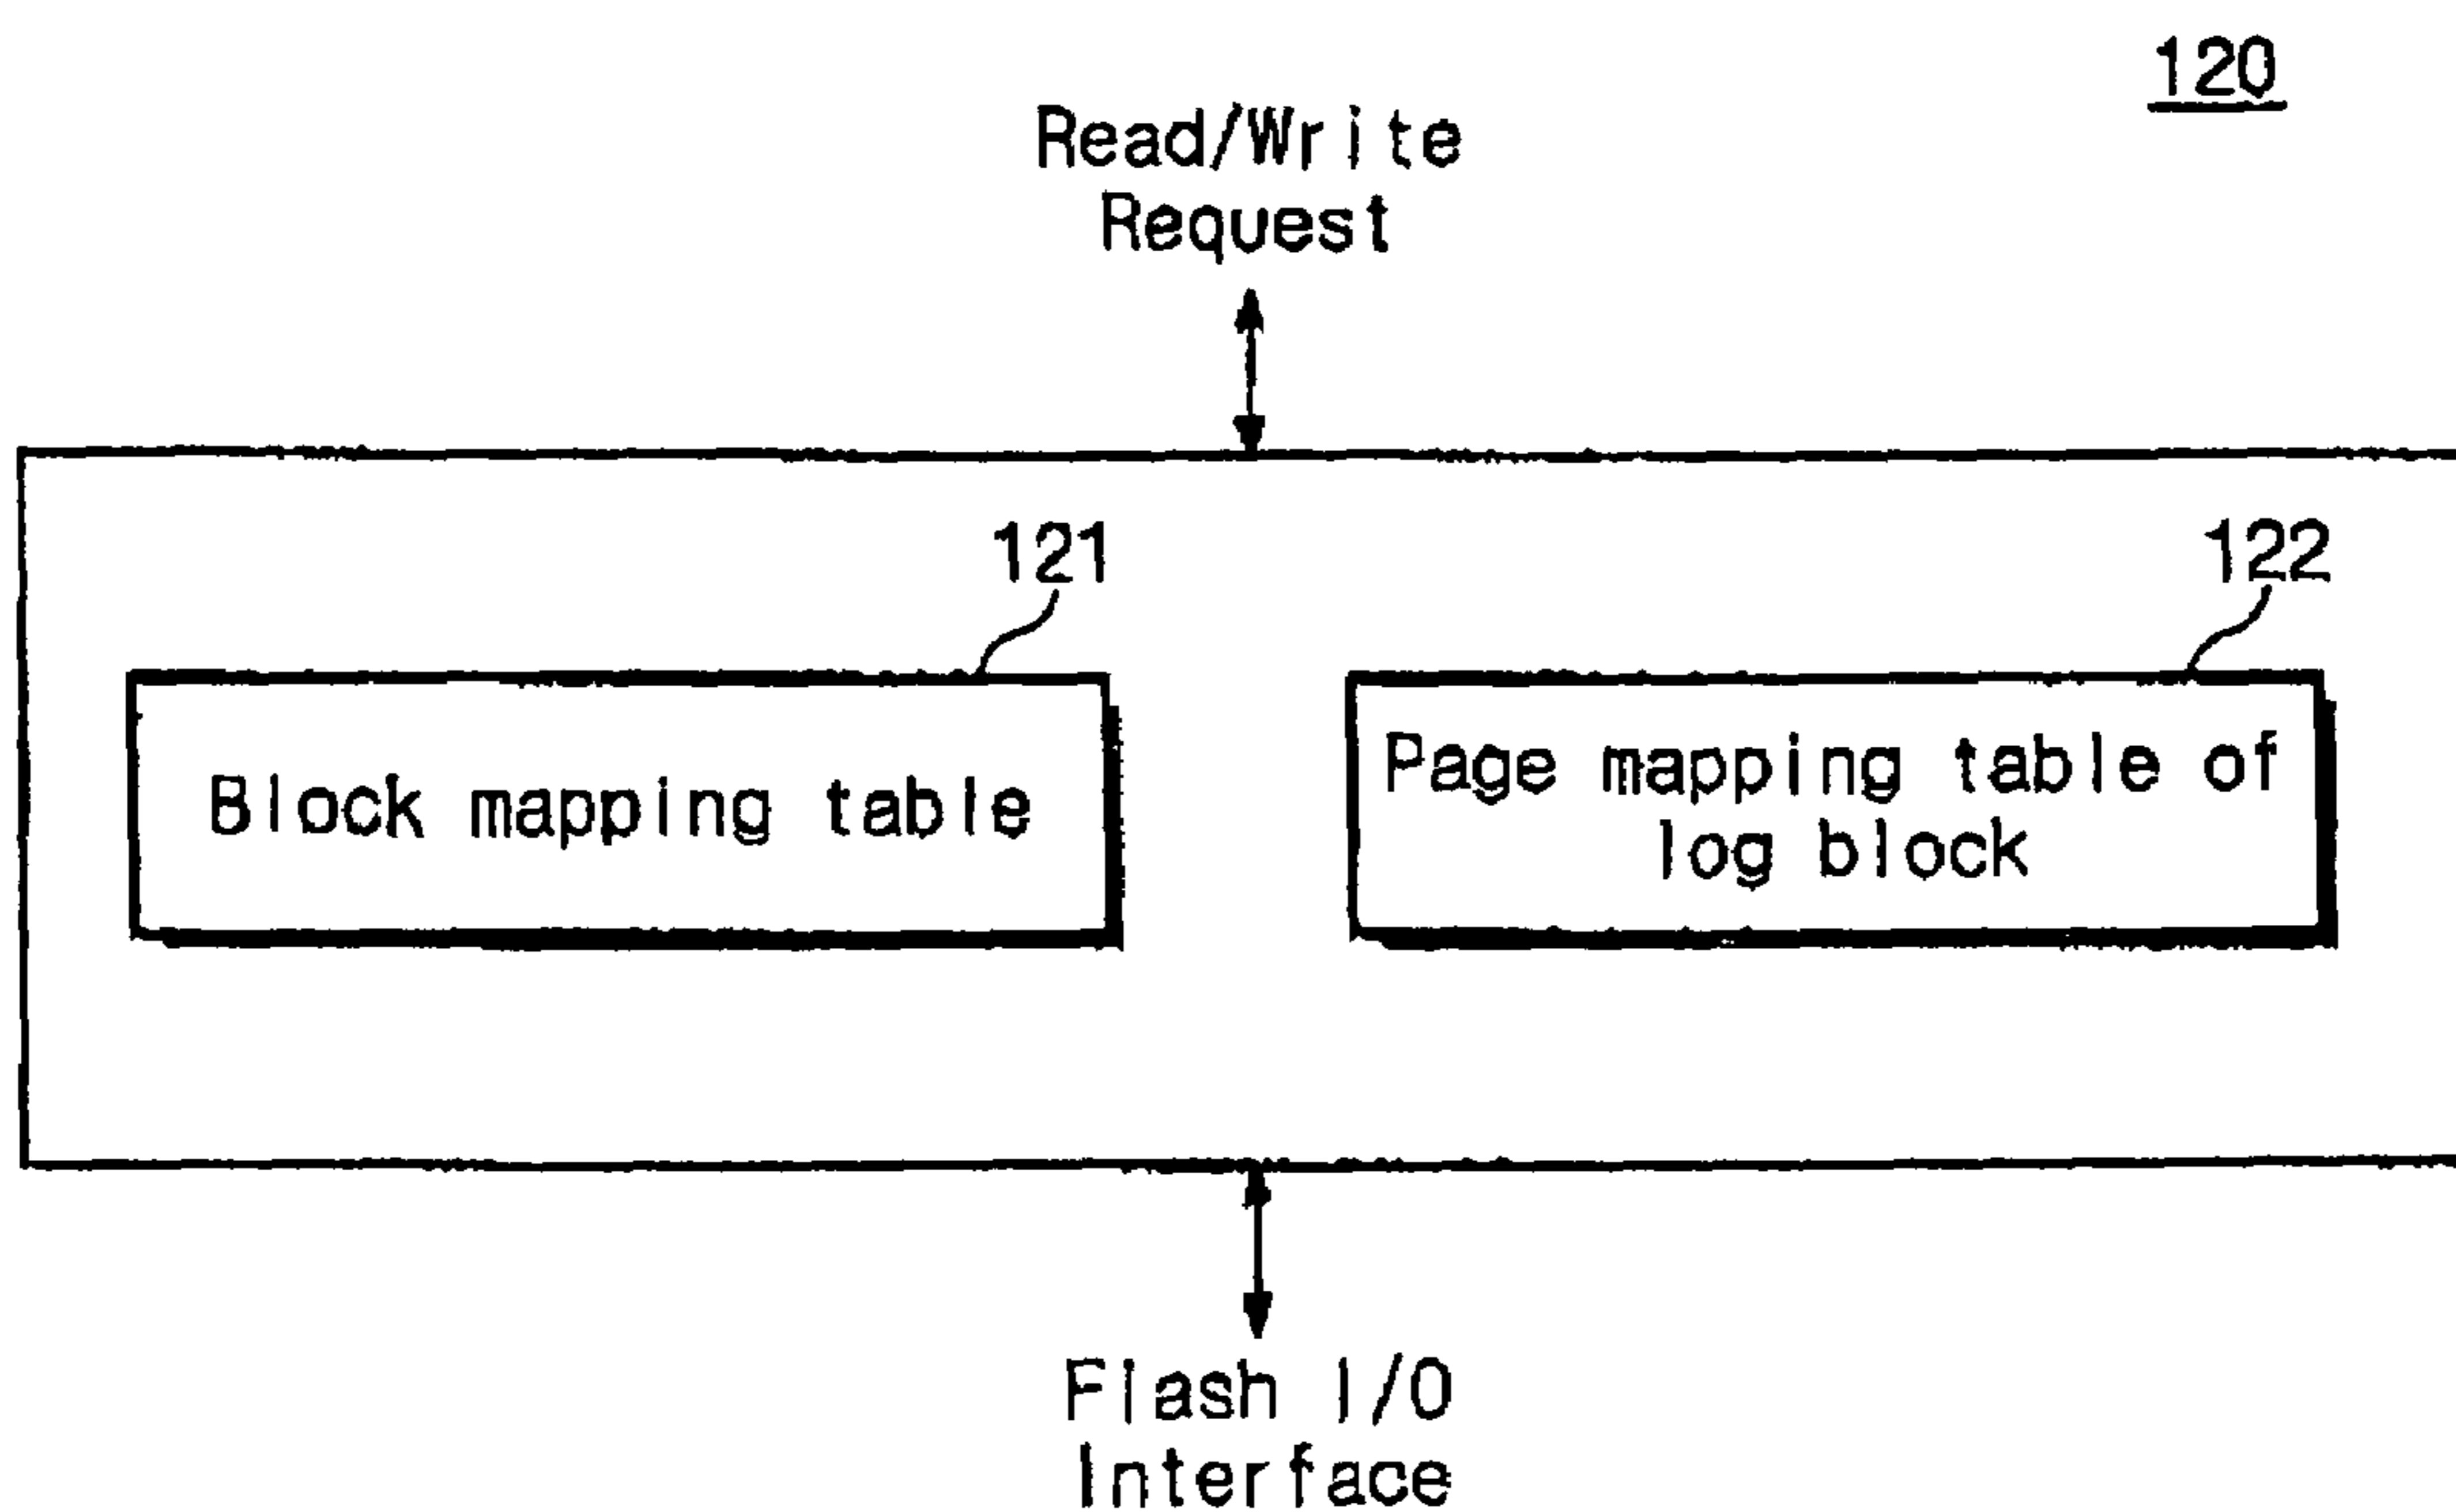 120
Read/Write
Request
121
122
Block mapping table
Page mapping table of
log block
Flash I/O
Interface